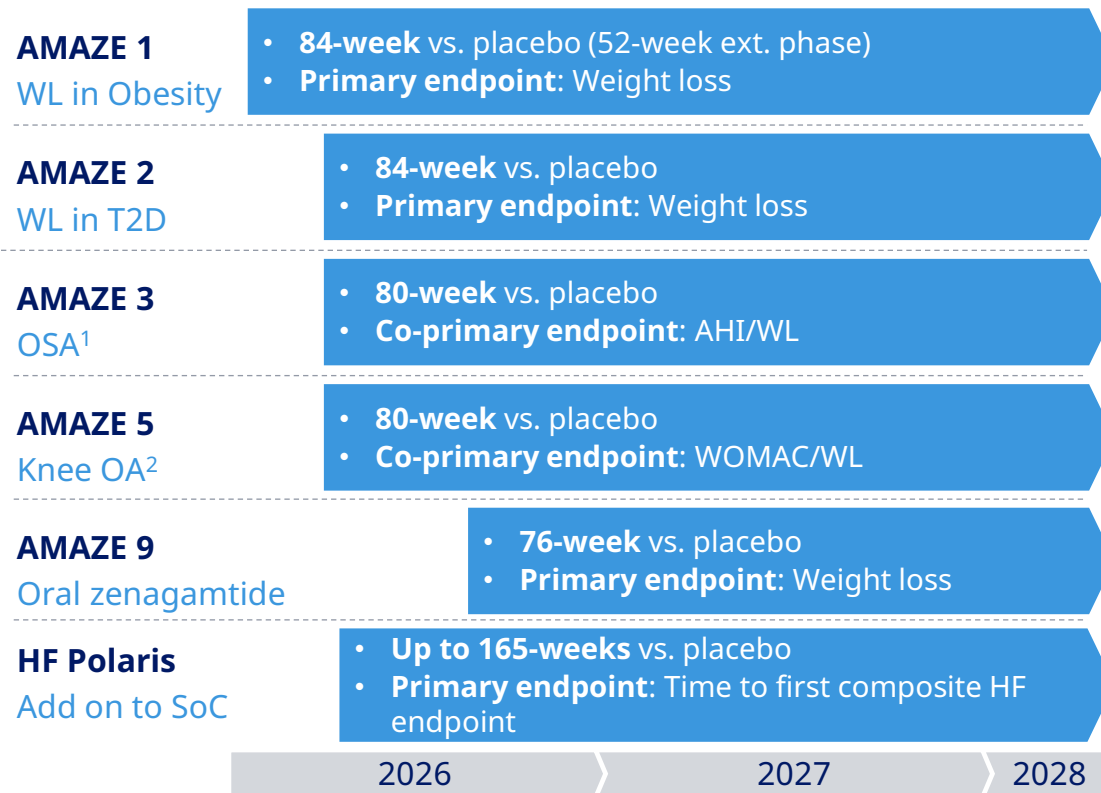 AMAZE 1
WL in Obesity
• 84-week vs. placebo (52-week ext. phase)
• Primary endpoint: Weight loss
AMAZE 2
WL in T2D
• 84-week vs. placebo
• Primary endpoint: Weight loss
AMAZE 3
OSA¹
• 80-week vs. placebo
• Co-primary endpoint: AHI/WL
AMAZE 5
Knee OA²
• 80-week vs. placebo
• Co-primary endpoint: WOMAC/WL
AMAZE 9
Oral zenagamtide
• 76-week vs. placebo
• Primary endpoint: Weight loss
HF Polaris
Add on to SoC
• Up to 165-weeks vs. placebo
• Primary endpoint: Time to first composite HF
endpoint
2026 2027 2028